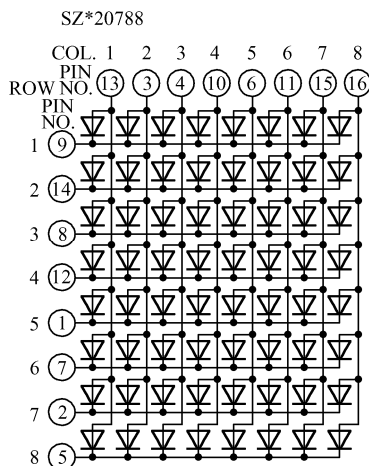 SZ*20788
COL. 1 2 3 4 5 6 7 8
PIN
ROW NO. 13 3 4 10 6 11 15 16
PIN
NO.
1 9
2 14
3 8
4 12
5 1
6 7
7 2
8 5